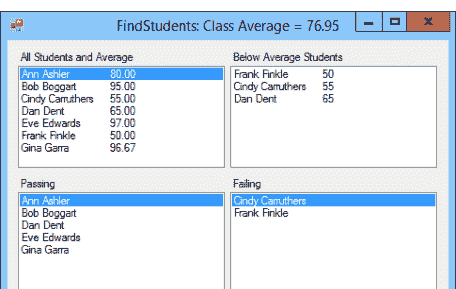 FindStudents: Class Average = 76.95
All Students and Average
Ann Ashler 80.00
Bob Boggart 95.00
Cindy Carruthers 55.00
Dan Dent 65.00
Eve Edwards 97.00
Frank Finkle 50.00
Gina Garra 96.67
Below Average Students
Frank Finkle 50
Cindy Carruthers 55
Dan Dent 65
Passing
Ann Ashler
Bob Boggart
Dan Dent
Eve Edwards
Gina Garra
Failing
Cindy Carruthers
Frank Finkle